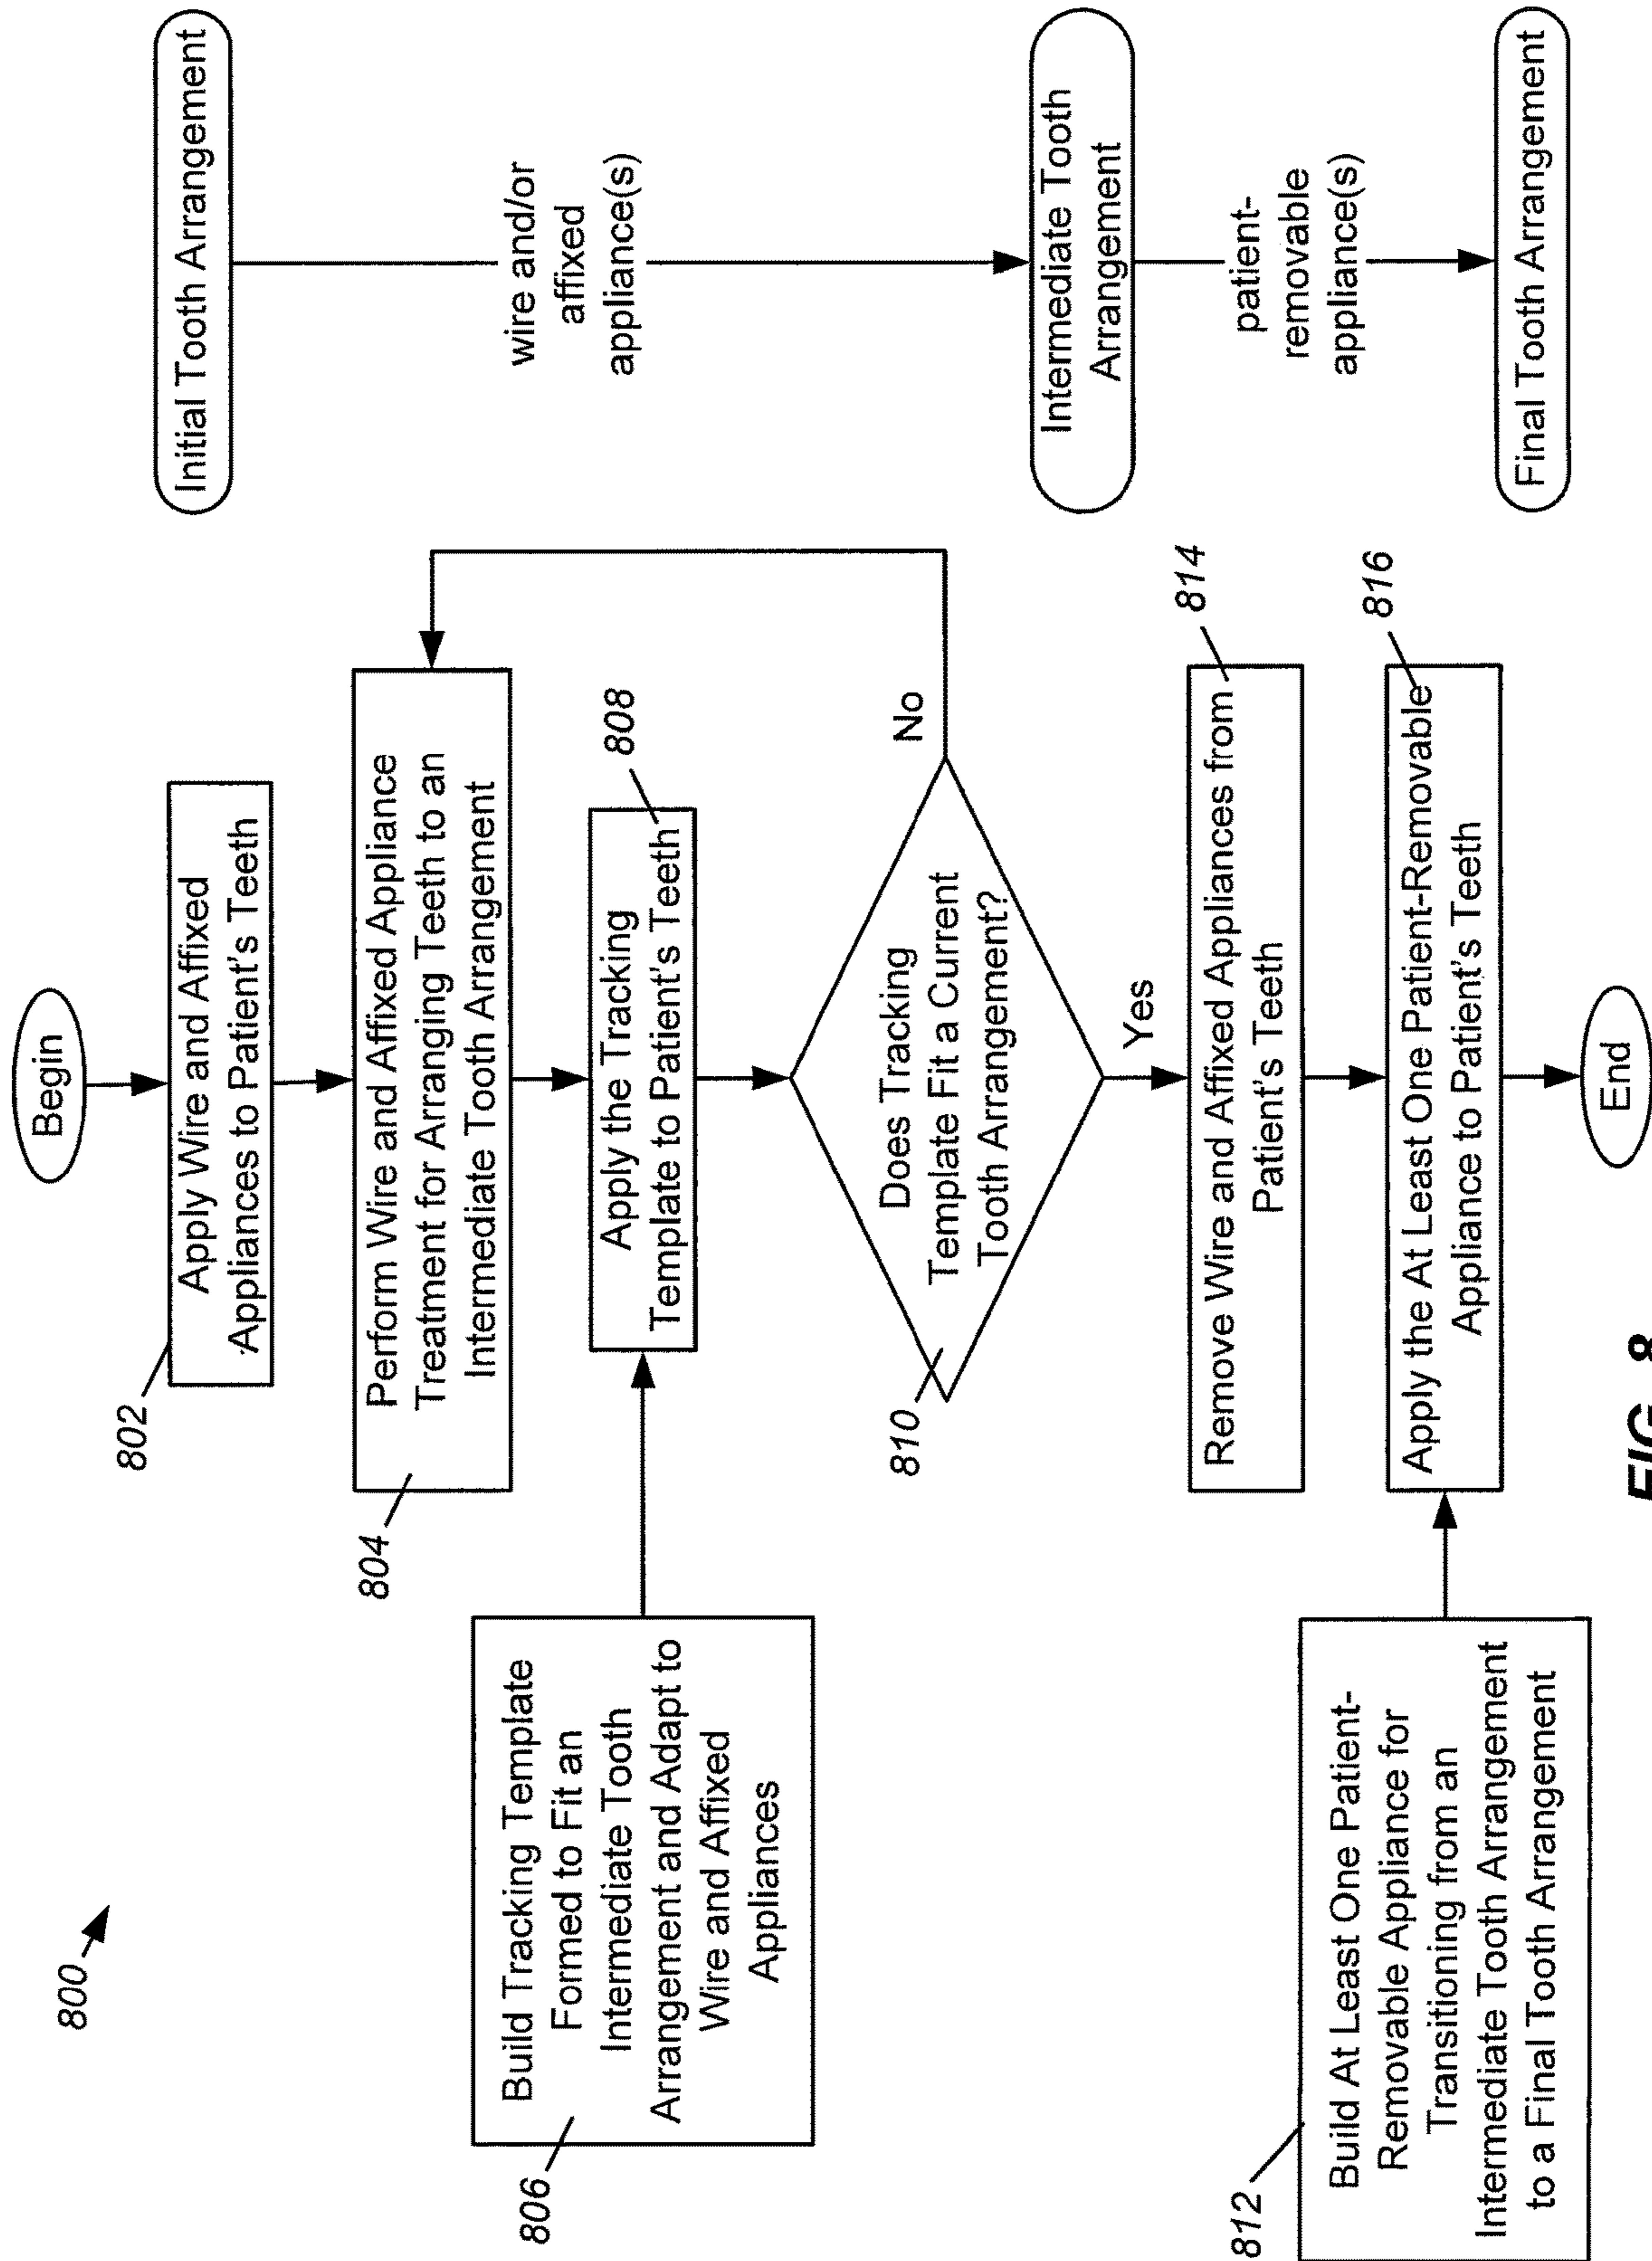 800
Begin
802
Apply Wire and Affixed
Appliances to Patient's Teeth
804
Perform Wire and Affixed Appliance
Treatment for Arranging Teeth to an
Intermediate Tooth Arrangement
806
Build Tracking Template
Formed to Fit an
Intermediate Tooth
Arrangement and Adapt to
Wire and Affixed
Appliances
808
Apply the Tracking
Template to Patient's Teeth
810
Does Tracking
Template Fit a Current
Tooth Arrangement?
No
Yes
812
Build At Least One Patient-
Removable Appliance for
Transitioning from an
Intermediate Tooth Arrangement
to a Final Tooth Arrangement
814
Remove Wire and Affixed Appliances from
Patient's Teeth
816
Apply the At Least One Patient-Removable
Appliance to Patient's Teeth
End
Initial Tooth Arrangement
wire and/or
affixed
appliance(s)
Intermediate Tooth
Arrangement
patient-
removable
appliance(s)
Final Tooth Arrangement
FIG. 8